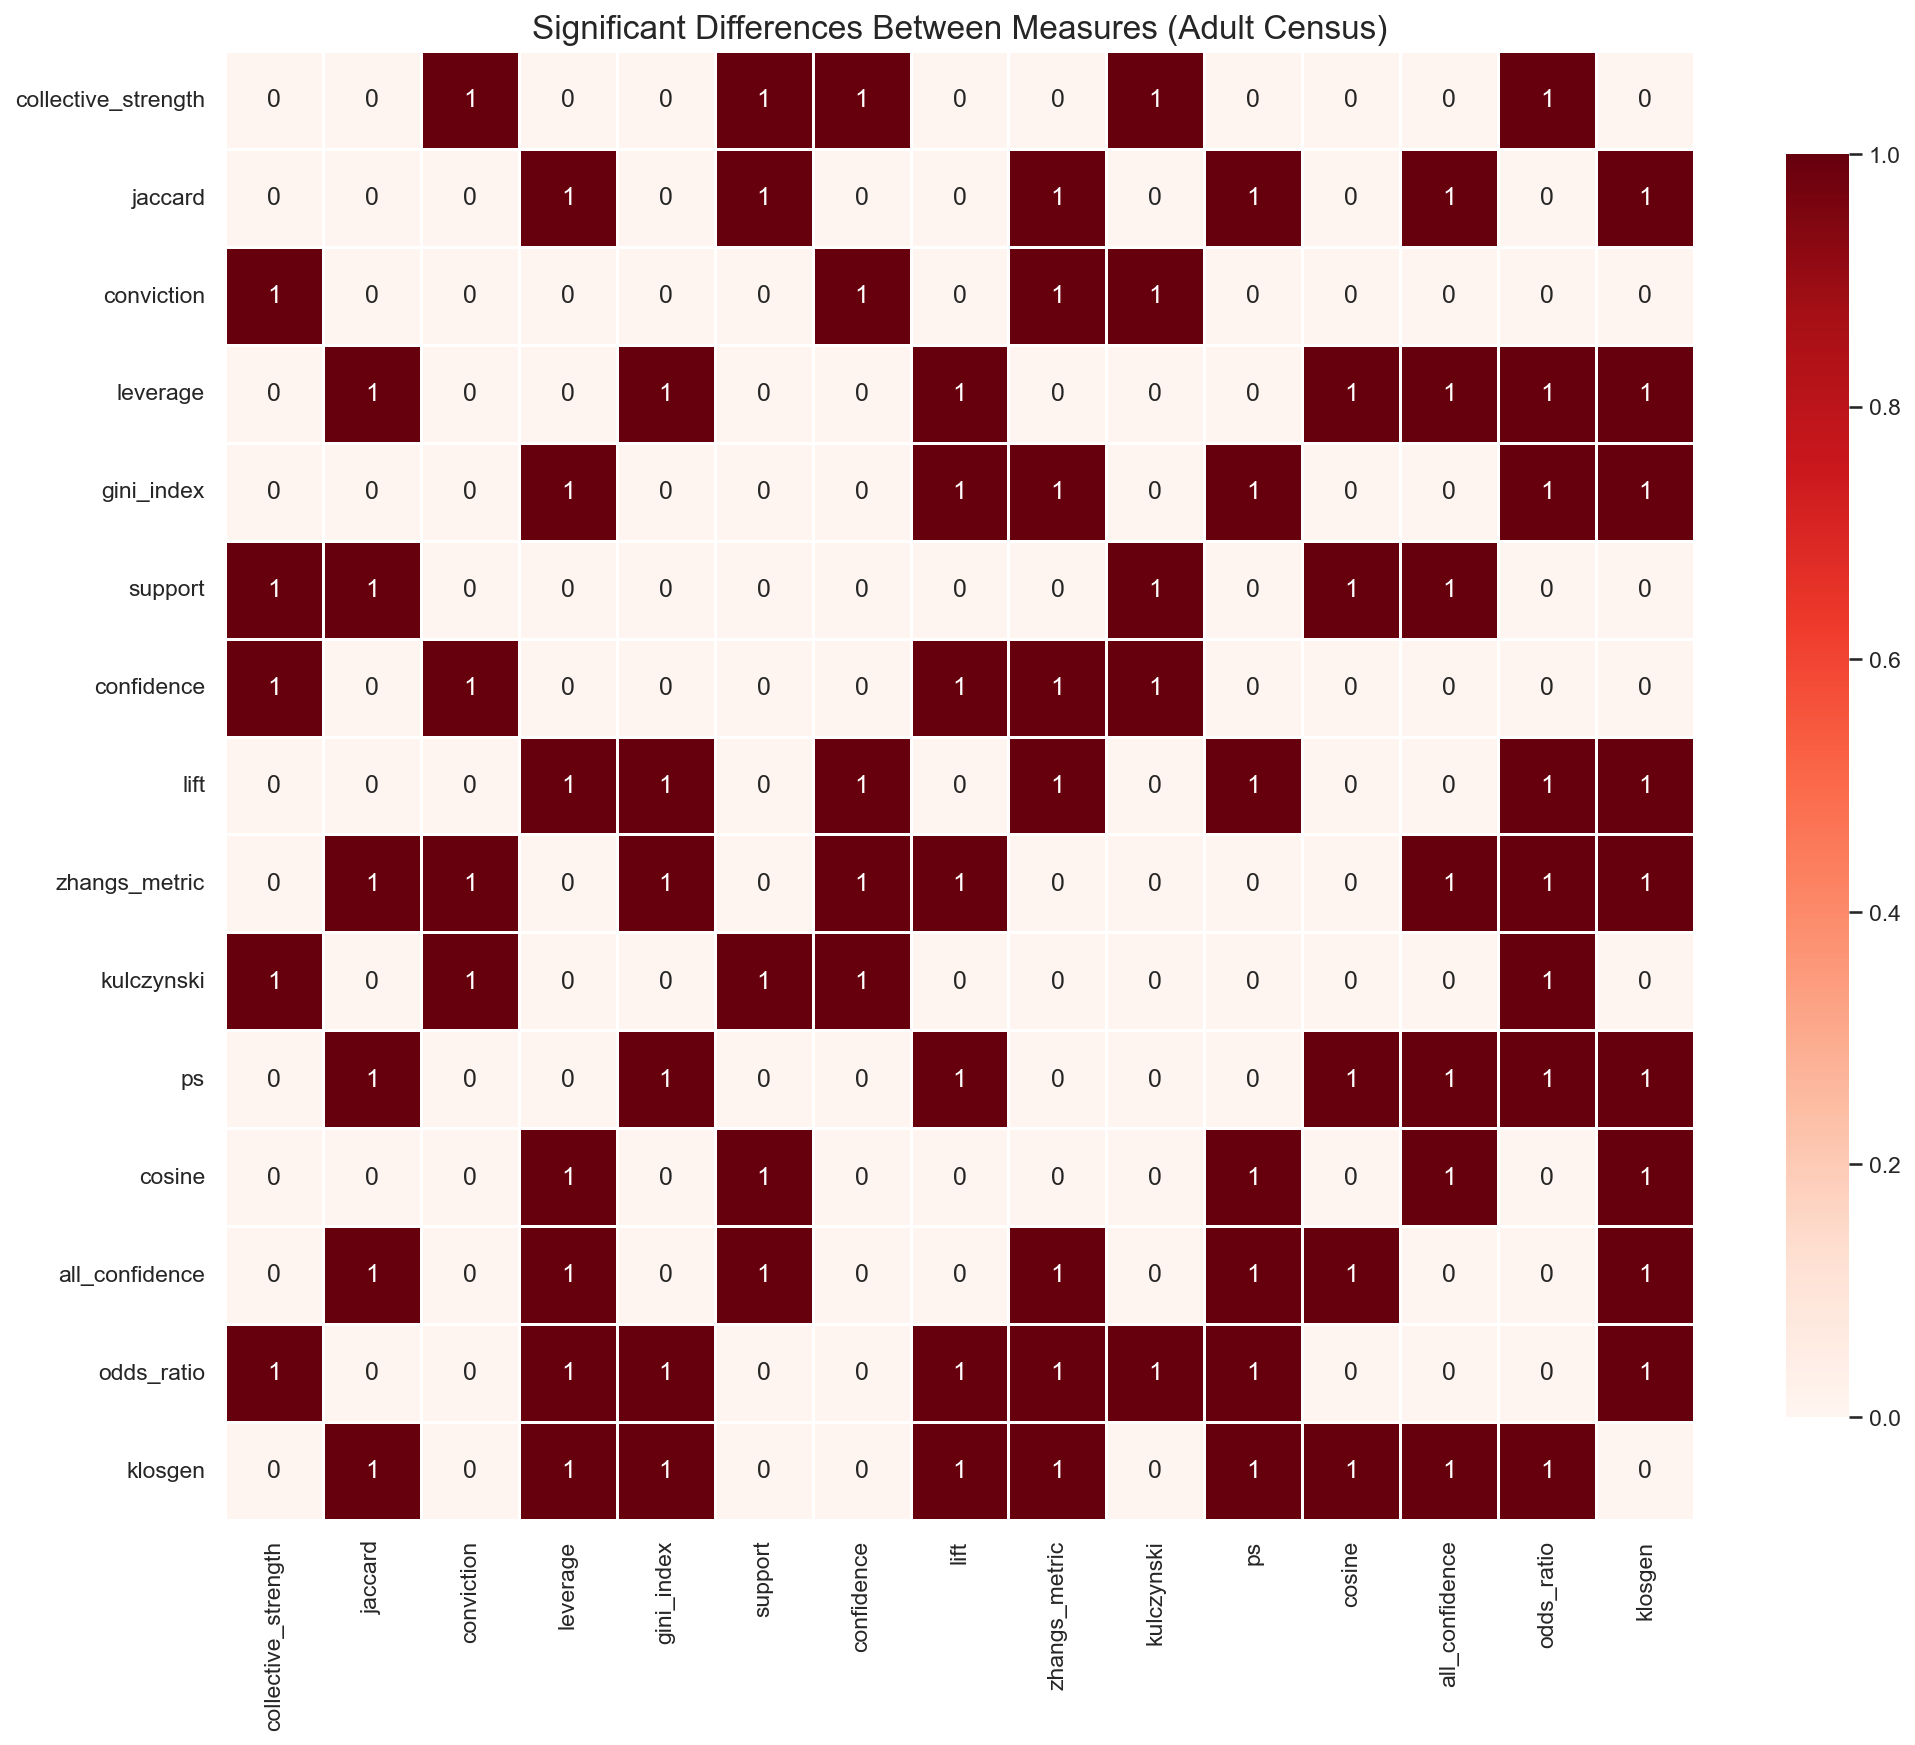 Significant Differences Between Measures (Adult Census)
collective_strength 0 0 1 0 0 1 1 0 0 1 0 0 0 1 0
jaccard 0 0 0 1 0 1 0 0 1 0 1 0 1 0 1
conviction 1 0 0 0 0 0 1 0 1 1 0 0 0 0 0
leverage 0 1 0 0 1 0 0 1 0 0 0 1 1 1 1
gini_index 0 0 0 1 0 0 0 1 1 0 1 0 0 1 1
support 1 1 0 0 0 0 0 0 0 1 0 1 1 0 0
confidence 1 0 1 0 0 0 0 1 1 1 0 0 0 0 0
lift 0 0 0 1 1 0 1 0 1 0 1 0 0 1 1
zhangs_metric 0 1 1 0 1 0 1 1 0 0 0 0 1 1 1
kulczynski 1 0 1 0 0 1 1 0 0 0 0 0 0 1 0
ps 0 1 0 0 1 0 0 1 0 0 0 1 1 1 1
cosine 0 0 0 1 0 1 0 0 0 0 1 0 1 0 1
all_confidence 0 1 0 1 0 1 0 0 1 0 1 1 0 0 1
odds_ratio 1 0 0 1 1 0 0 1 1 1 1 0 0 0 1
klosgen 0 1 0 1 1 0 0 1 1 0 1 1 1 1 0
collective_strength
jaccard
conviction
leverage
gini_index
support
confidence
lift
zhangs_metric
kulczynski
ps
cosine
all_confidence
odds_ratio
klosgen
1.0
0.8
0.6
0.4
0.2
0.0